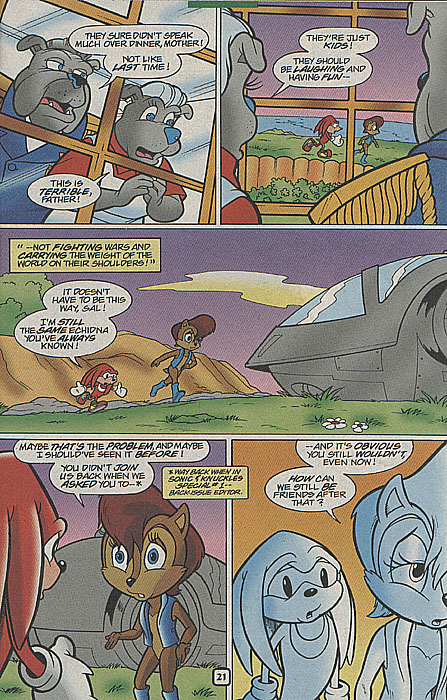 THEY SURE DIDN'T SPEAK
MUCH OVER DINNER, MOTHER!
NOT LIKE
LAST TIME!
THIS IS
TERRIBLE,
FATHER!
THEY'RE JUST
KIDS!
THEY SHOULD
BE LAUGHING AND
HAVING FUN--
"--NOT FIGHTING WARS AND
CARRYING THE WEIGHT OF THE
WORLD ON THEIR SHOULDERS!"
IT DOESN'T
HAVE TO BE THIS
WAY, SAL!
I'M STILL
THE SAME ECHIDNA
YOU'VE ALWAYS
KNOWN!
MAYBE THAT'S THE PROBLEM, AND MAYBE
I SHOULD'VE SEEN IT BEFORE!
YOU DIDN'T JOIN
US BACK WHEN WE
ASKED YOU TO--*
*WAY BACK WHEN IN
SONIC & KNUCKLES
SPECIAL #1--
BACK ISSUE EDITOR.
--AND IT'S OBVIOUS
YOU STILL WOULDN'T,
EVEN NOW!
HOW CAN
WE STILL BE
FRIENDS AFTER
THAT?
21